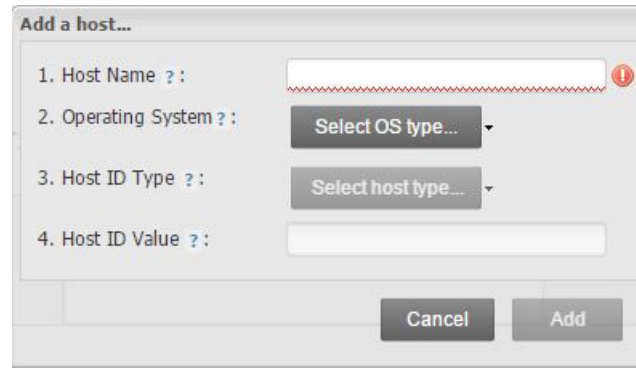 Add a host...
1. Host Name ? :
2. Operating System ? :
Select OS type...
3. Host ID Type ? :
Select host type...
4. Host ID Value ? :
Cancel
Add